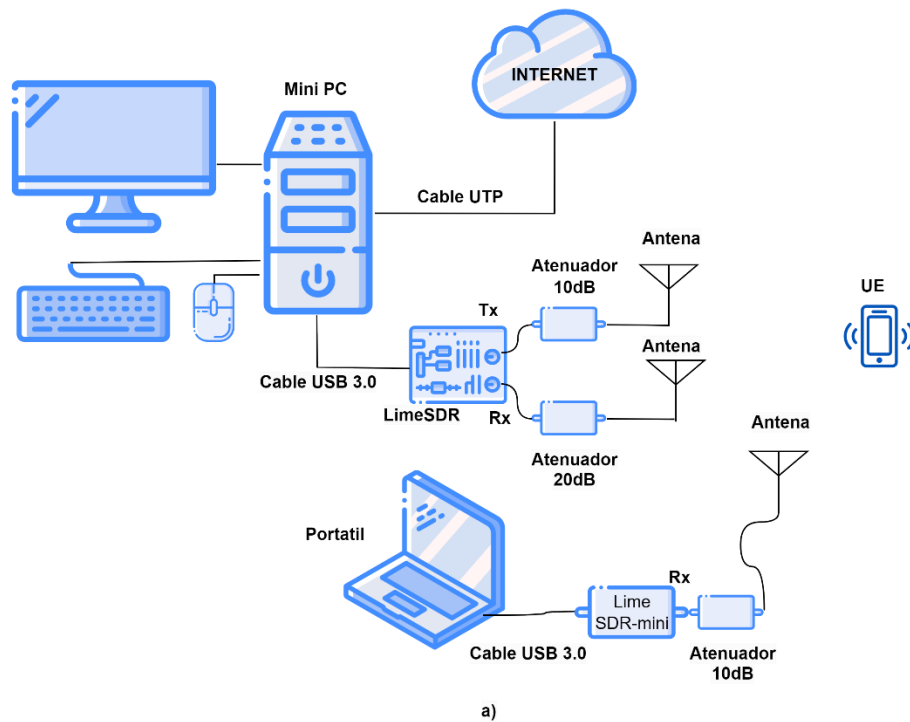 INTERNET
Mini PC
Cable UTP
Antena
Atenuador
10dB
UE
Tx
Antena
Cable USB 3.0
LimeSDR
Rx
Atenuador
20dB
Antena
Portatil
Rx
Lime
SDR-mini
Cable USB 3.0
Atenuador
10dB
a)